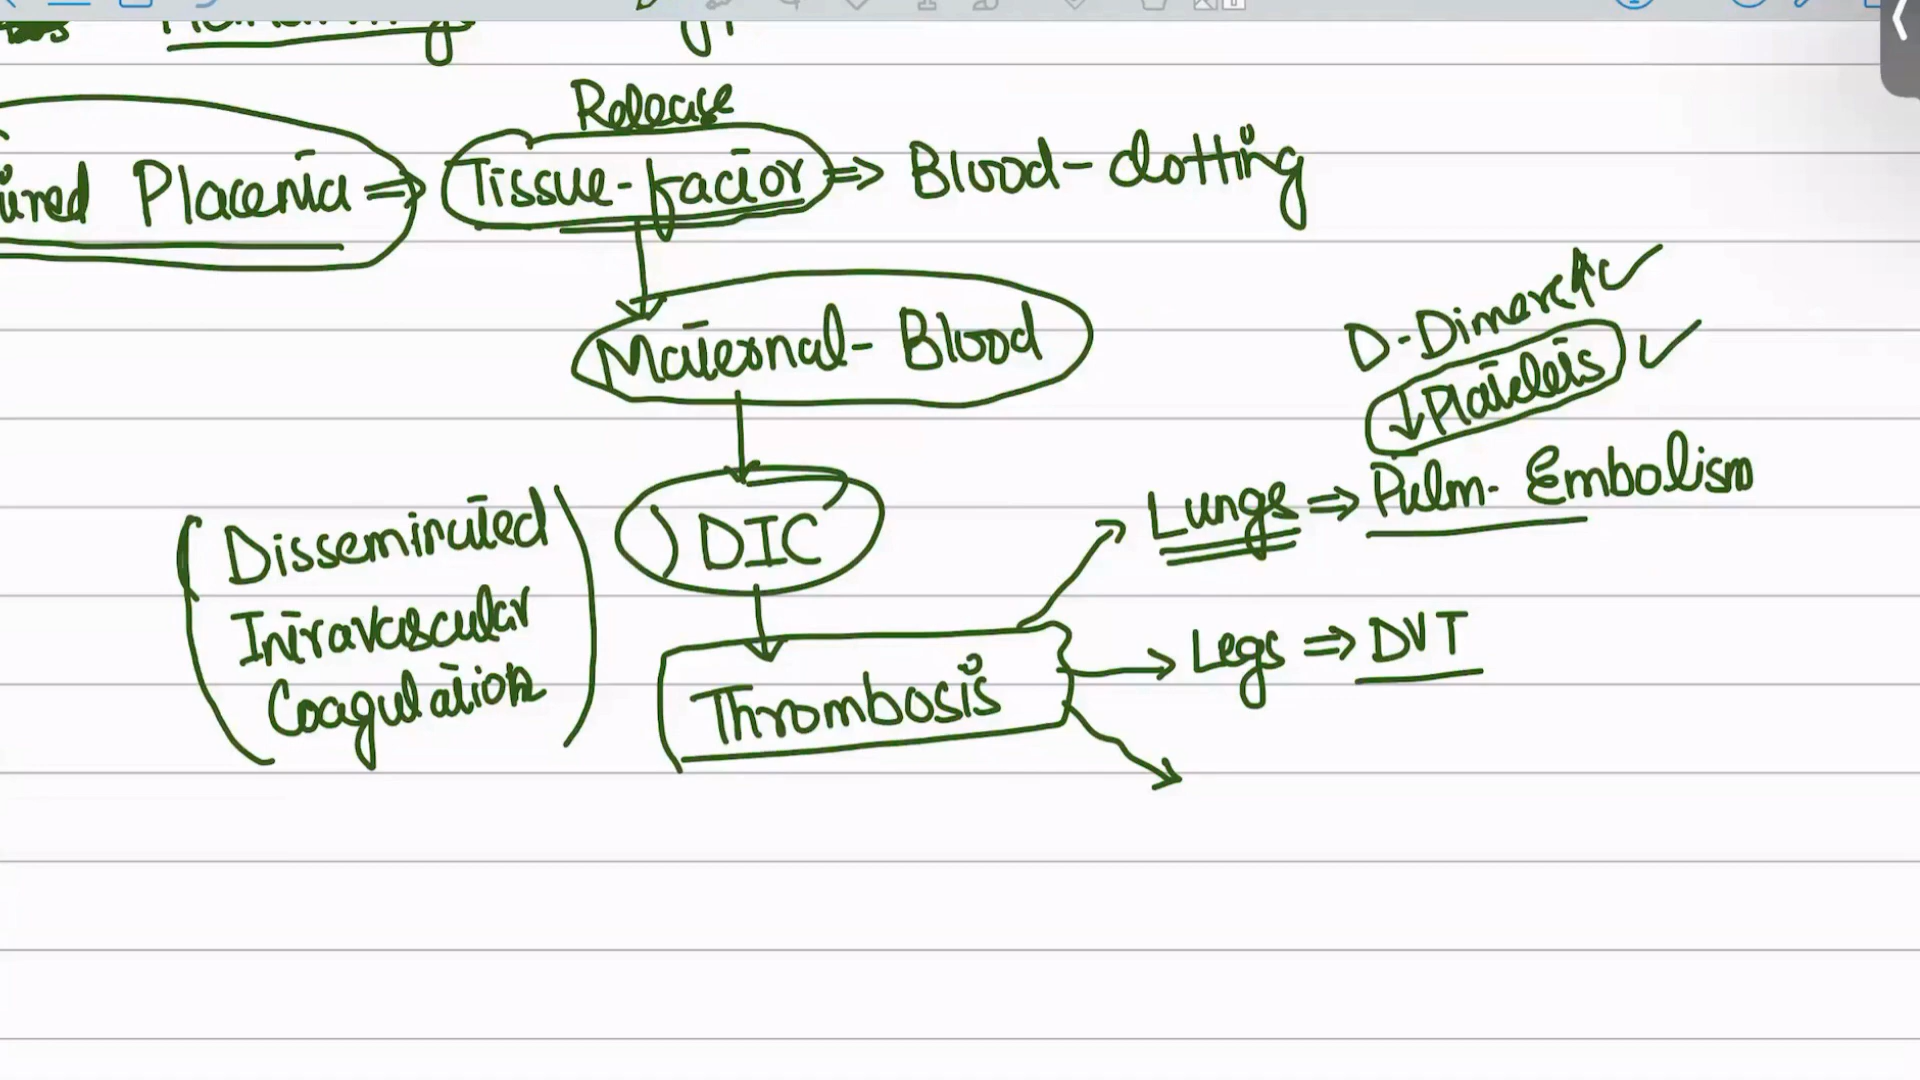 Release
Placenta ⇒ Tissue-factor ⇒ Blood-clotting
Maternal-Blood
D-Dimer
↓Platelets
Lungs ⇒ Pulm- Embolism
DIC
(Disseminated
Intravascular
Coagulation)
Legs ⇒ DVT
Thrombosis